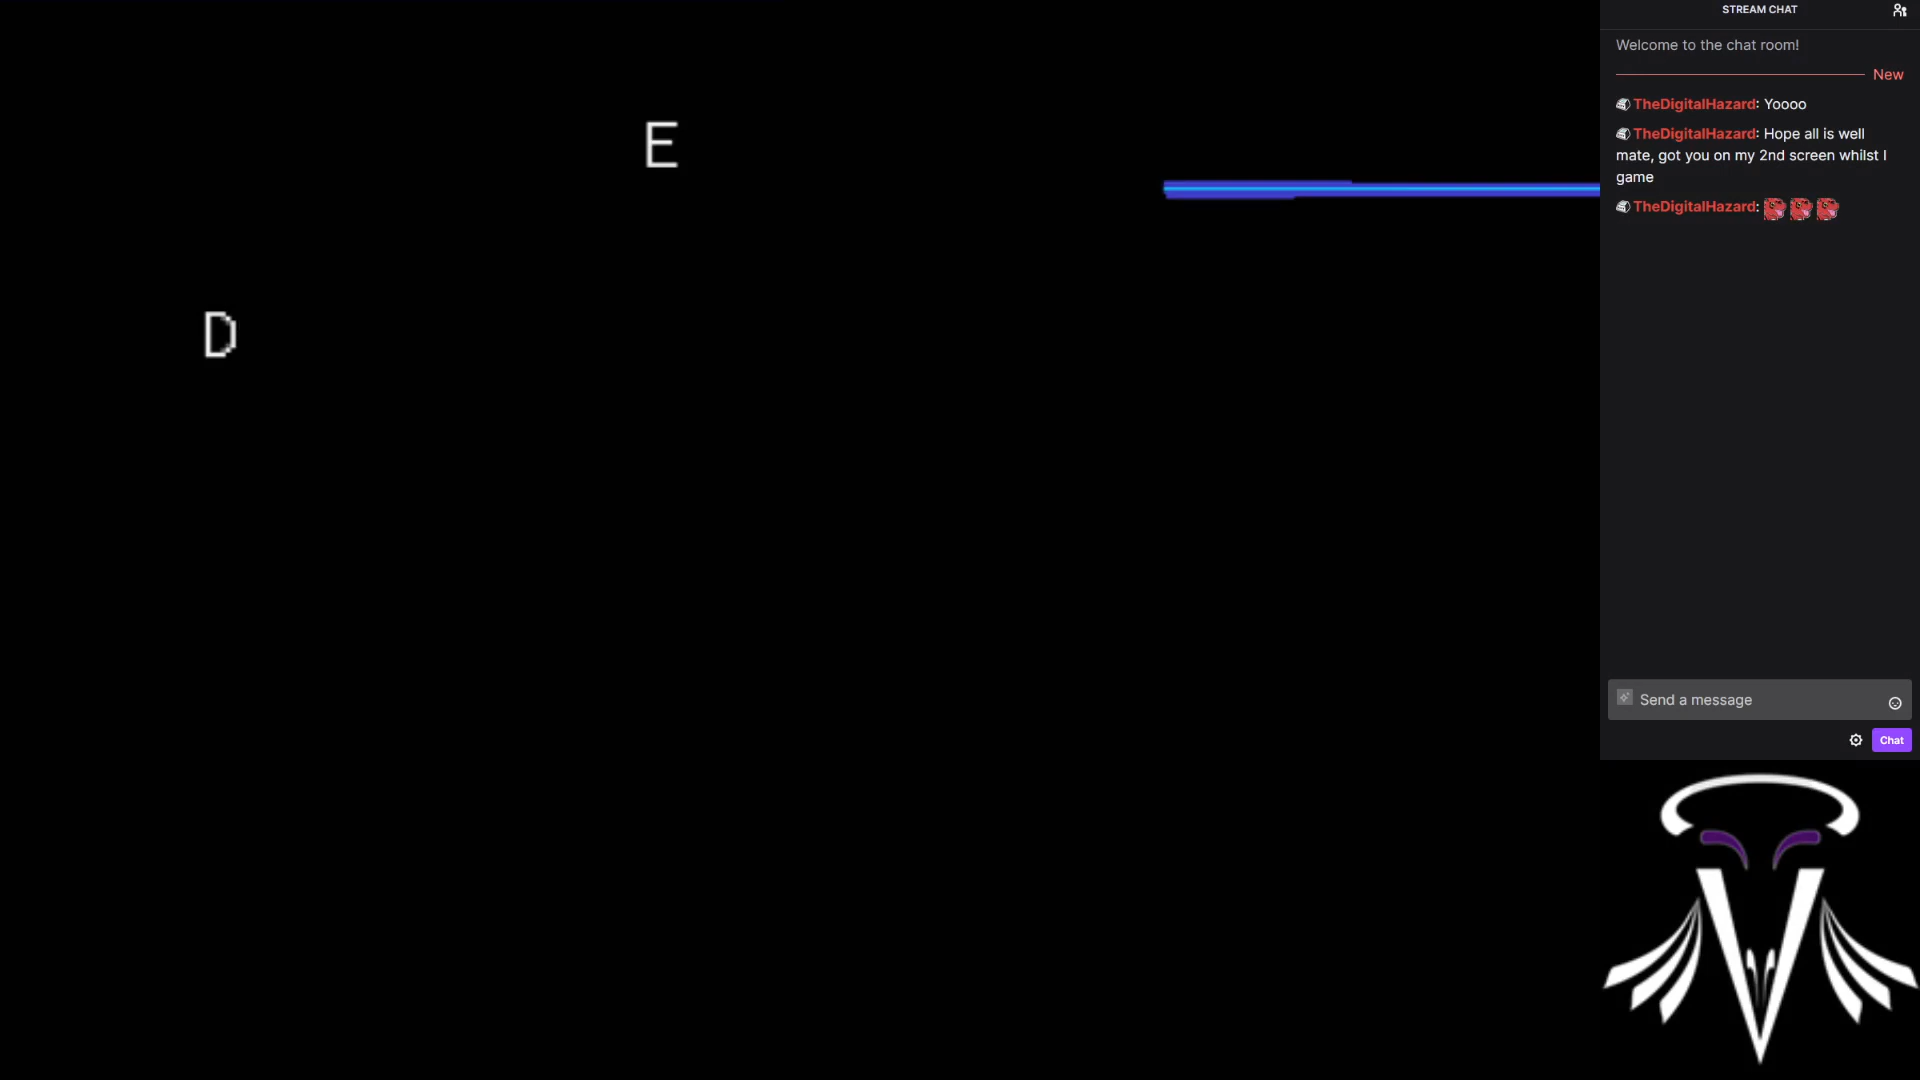 E
D
STREAM CHAT
Welcome to the chat room!
New
TheDigitalHazard: Yoooo
TheDigitalHazard: Hope all is well
mate, got you on my 2nd screen whilst I
game
TheDigitalHazard:
Send a message
Chat